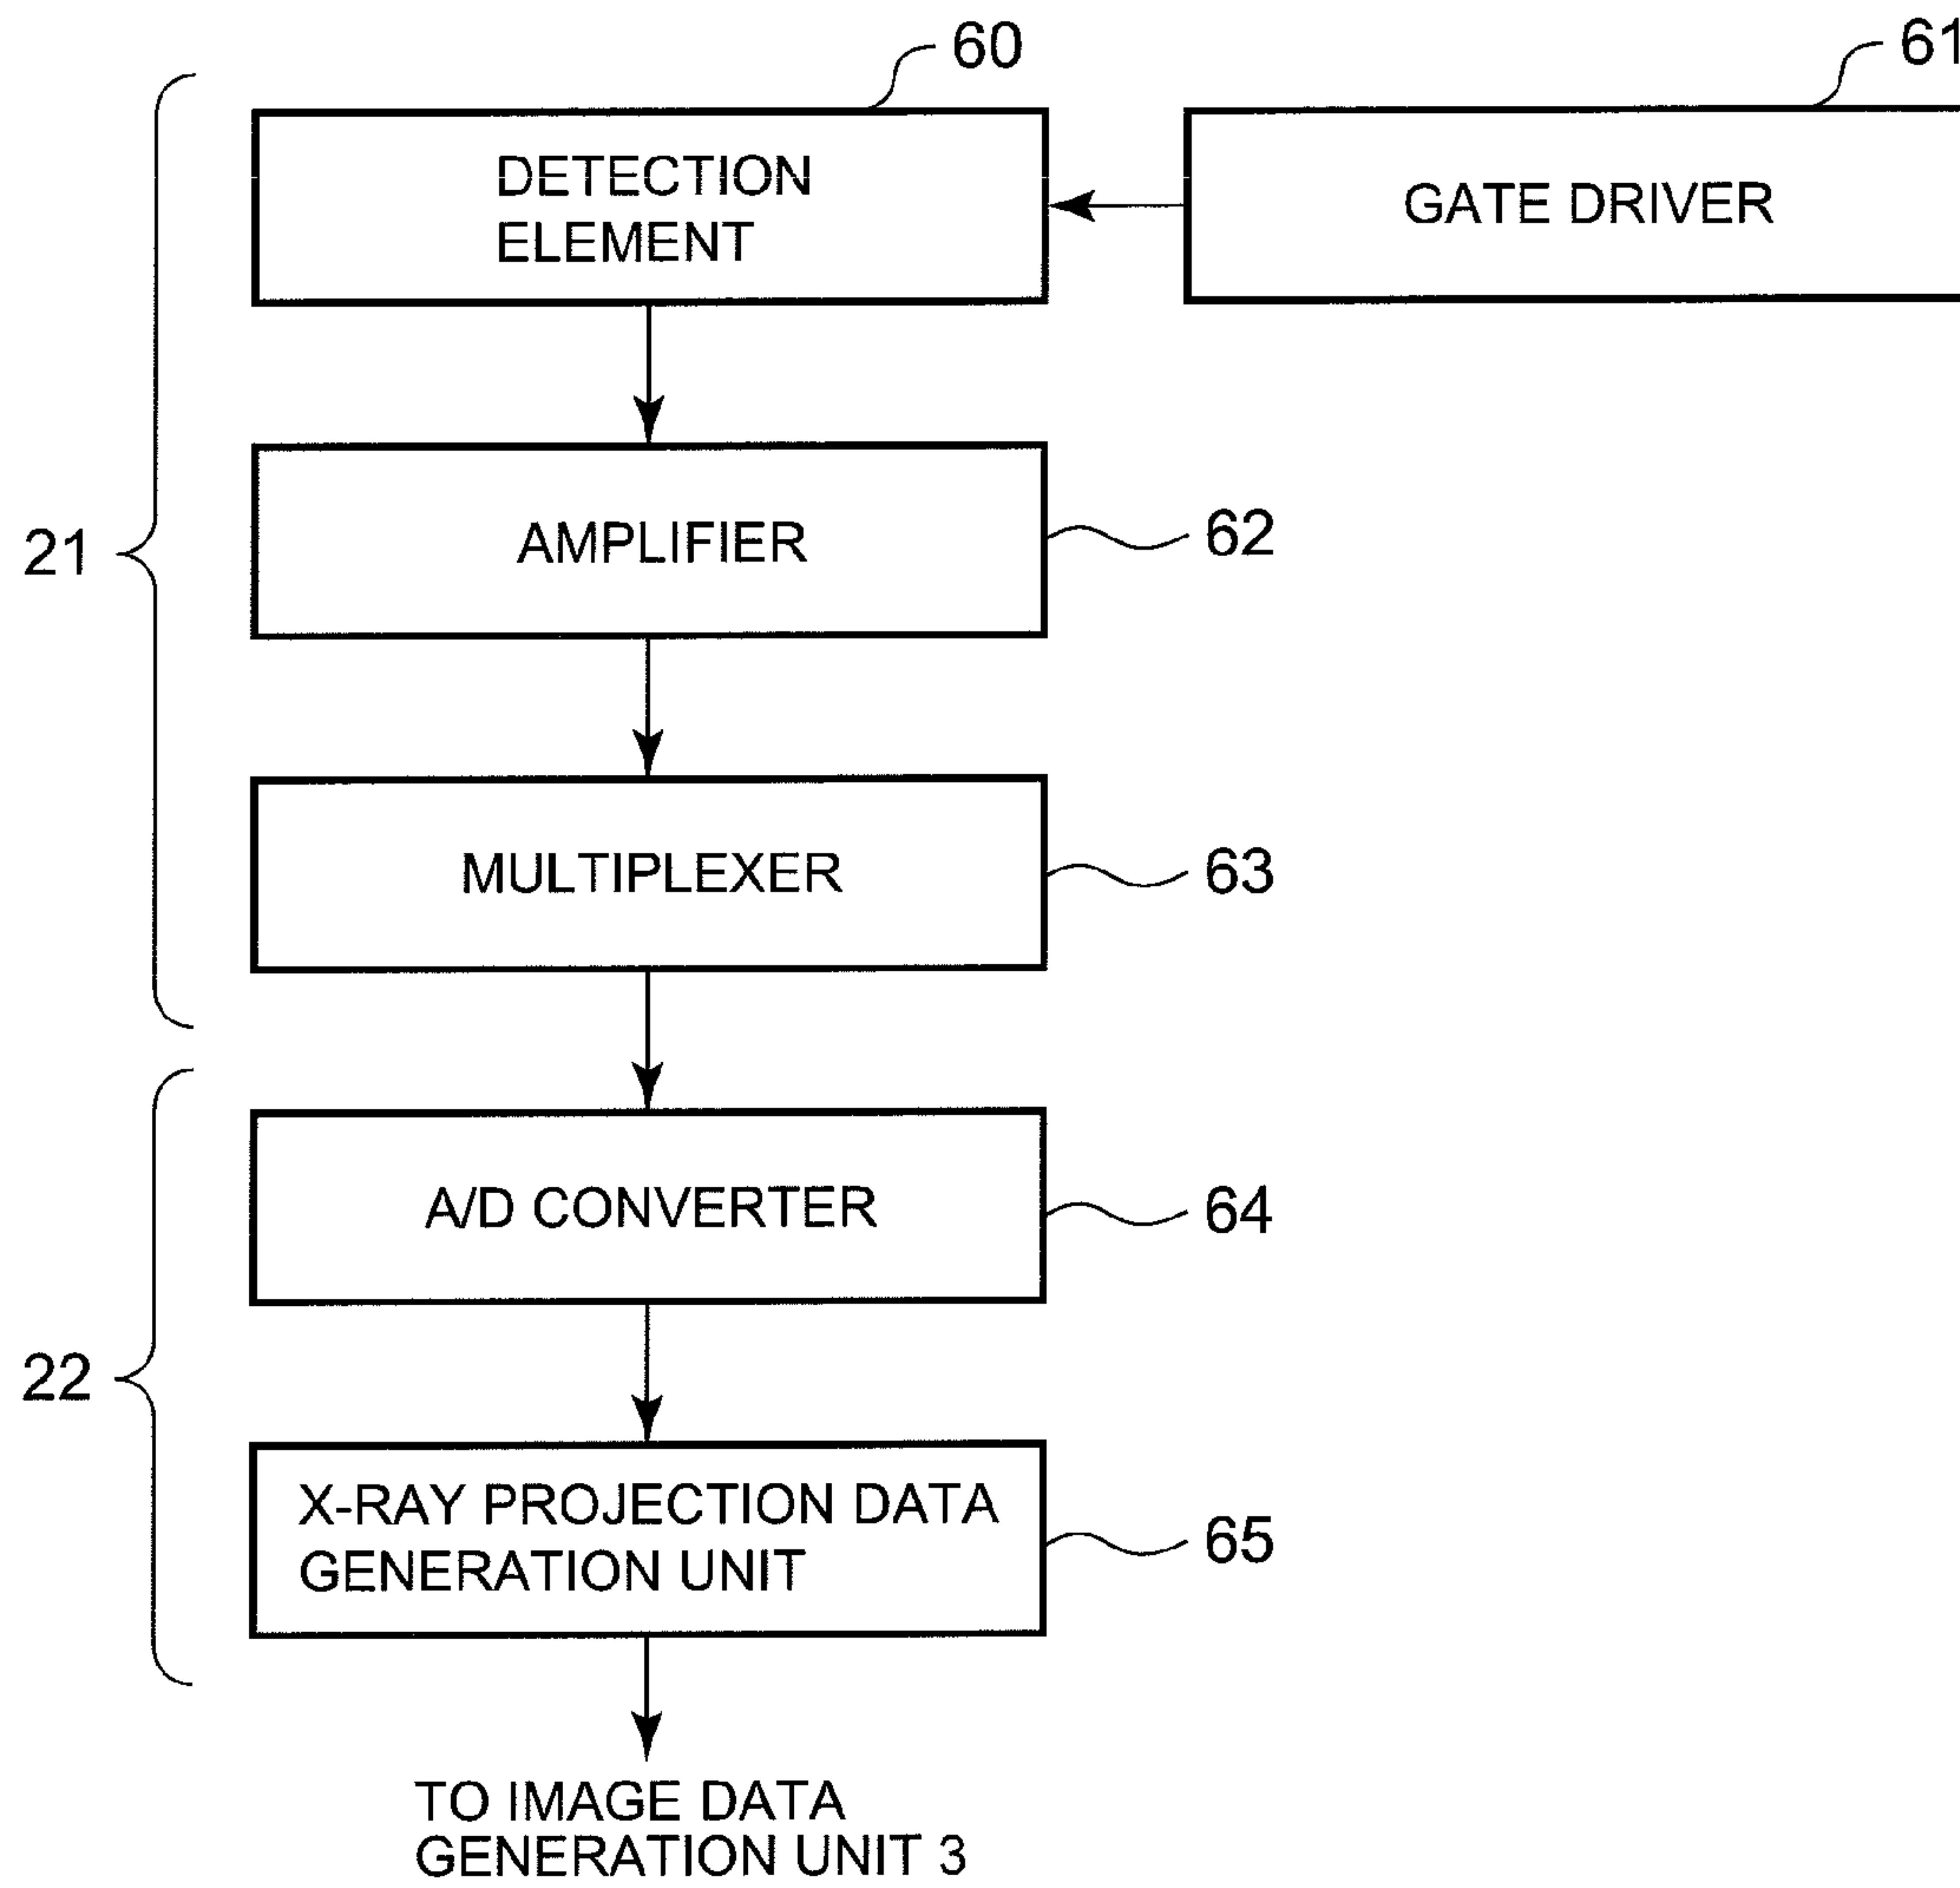 60
61
DETECTION
ELEMENT
GATE DRIVER
21
AMPLIFIER
62
MULTIPLEXER
63
A/D CONVERTER
64
22
X-RAY PROJECTION DATA
GENERATION UNIT
65
TO IMAGE DATA
GENERATION UNIT 3